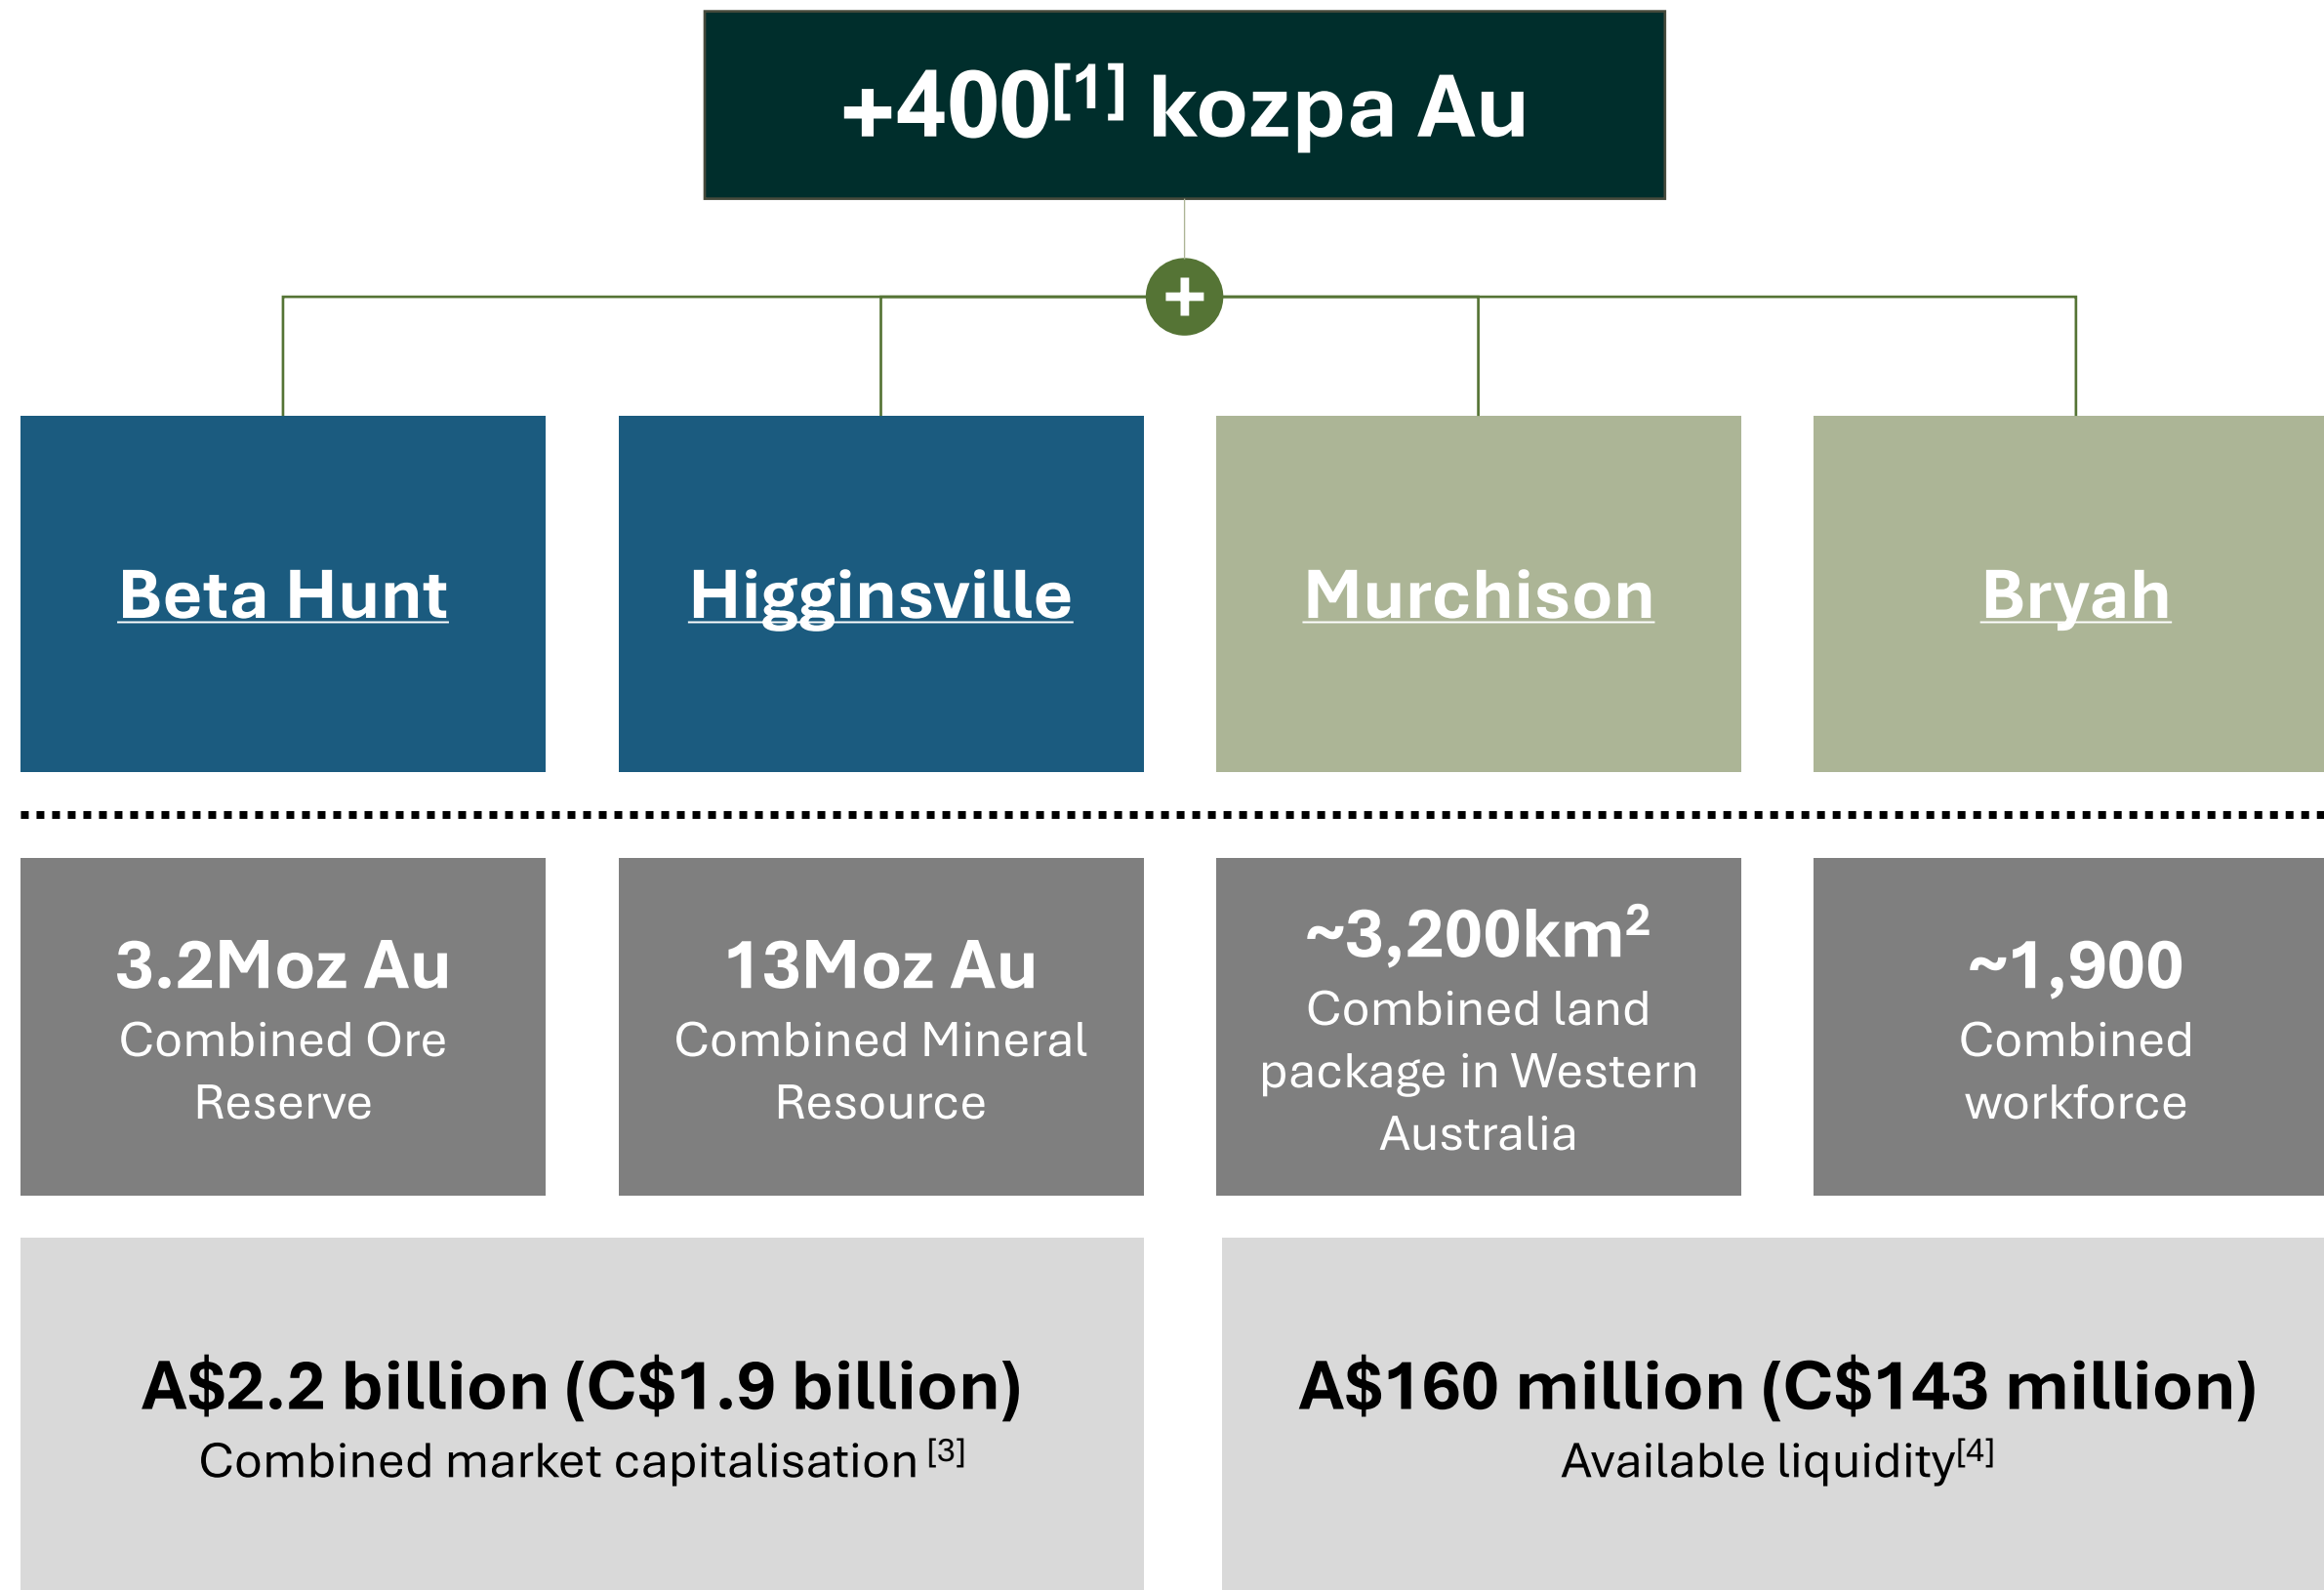 +400[1] kozpa Au
+
Beta Hunt
Higginsville
Murchison
Bryah
3.2Moz Au
Combined Ore
Reserve
13Moz Au
Combined Mineral
Resource
~3,200km²
Combined land
package in Western
Australia
~1,900
Combined
workforce
A$2.2 billion (C$1.9 billion)
Combined market capitalisation [3]
A$160 million (C$143 million)
Available liquidity[4]